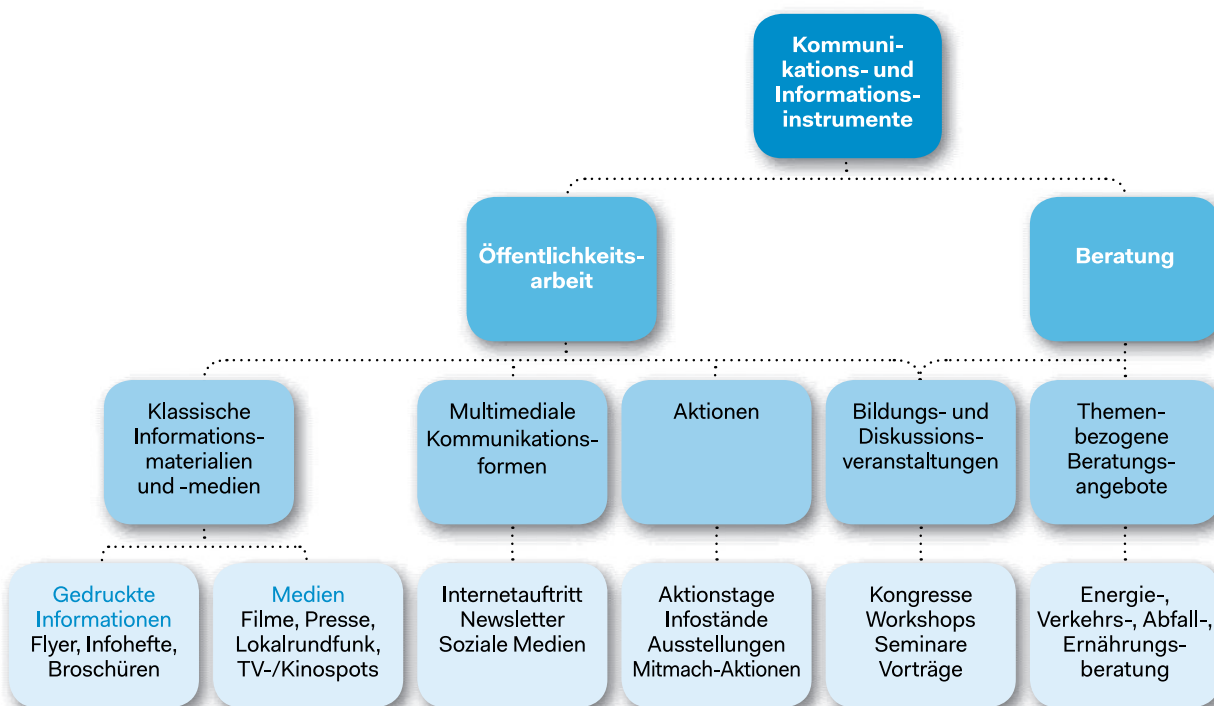 Kommuni-
kations- und
Informations-
instrumente
Öffentlichkeits-
arbeit
Beratung
Klassische
Informations-
materialien
und -medien
Multimediale
Kommunikations-
formen
Aktionen
Bildungs- und
Diskussions-
veranstaltungen
Themen-
bezogene
Beratungs-
angebote
Gedruckte
Informationen
Flyer, Infohefte,
Broschüren
Medien
Filme, Presse,
Lokalrundfunk,
TV-/Kinospots
Internetauftritt
Newsletter
Soziale Medien
Aktionstage
Infostände
Ausstellungen
Mitmach-Aktionen
Kongresse
Workshops
Seminare
Vorträge
Energie-,
Verkehrs-, Abfall-,
Ernährungs-
beratung